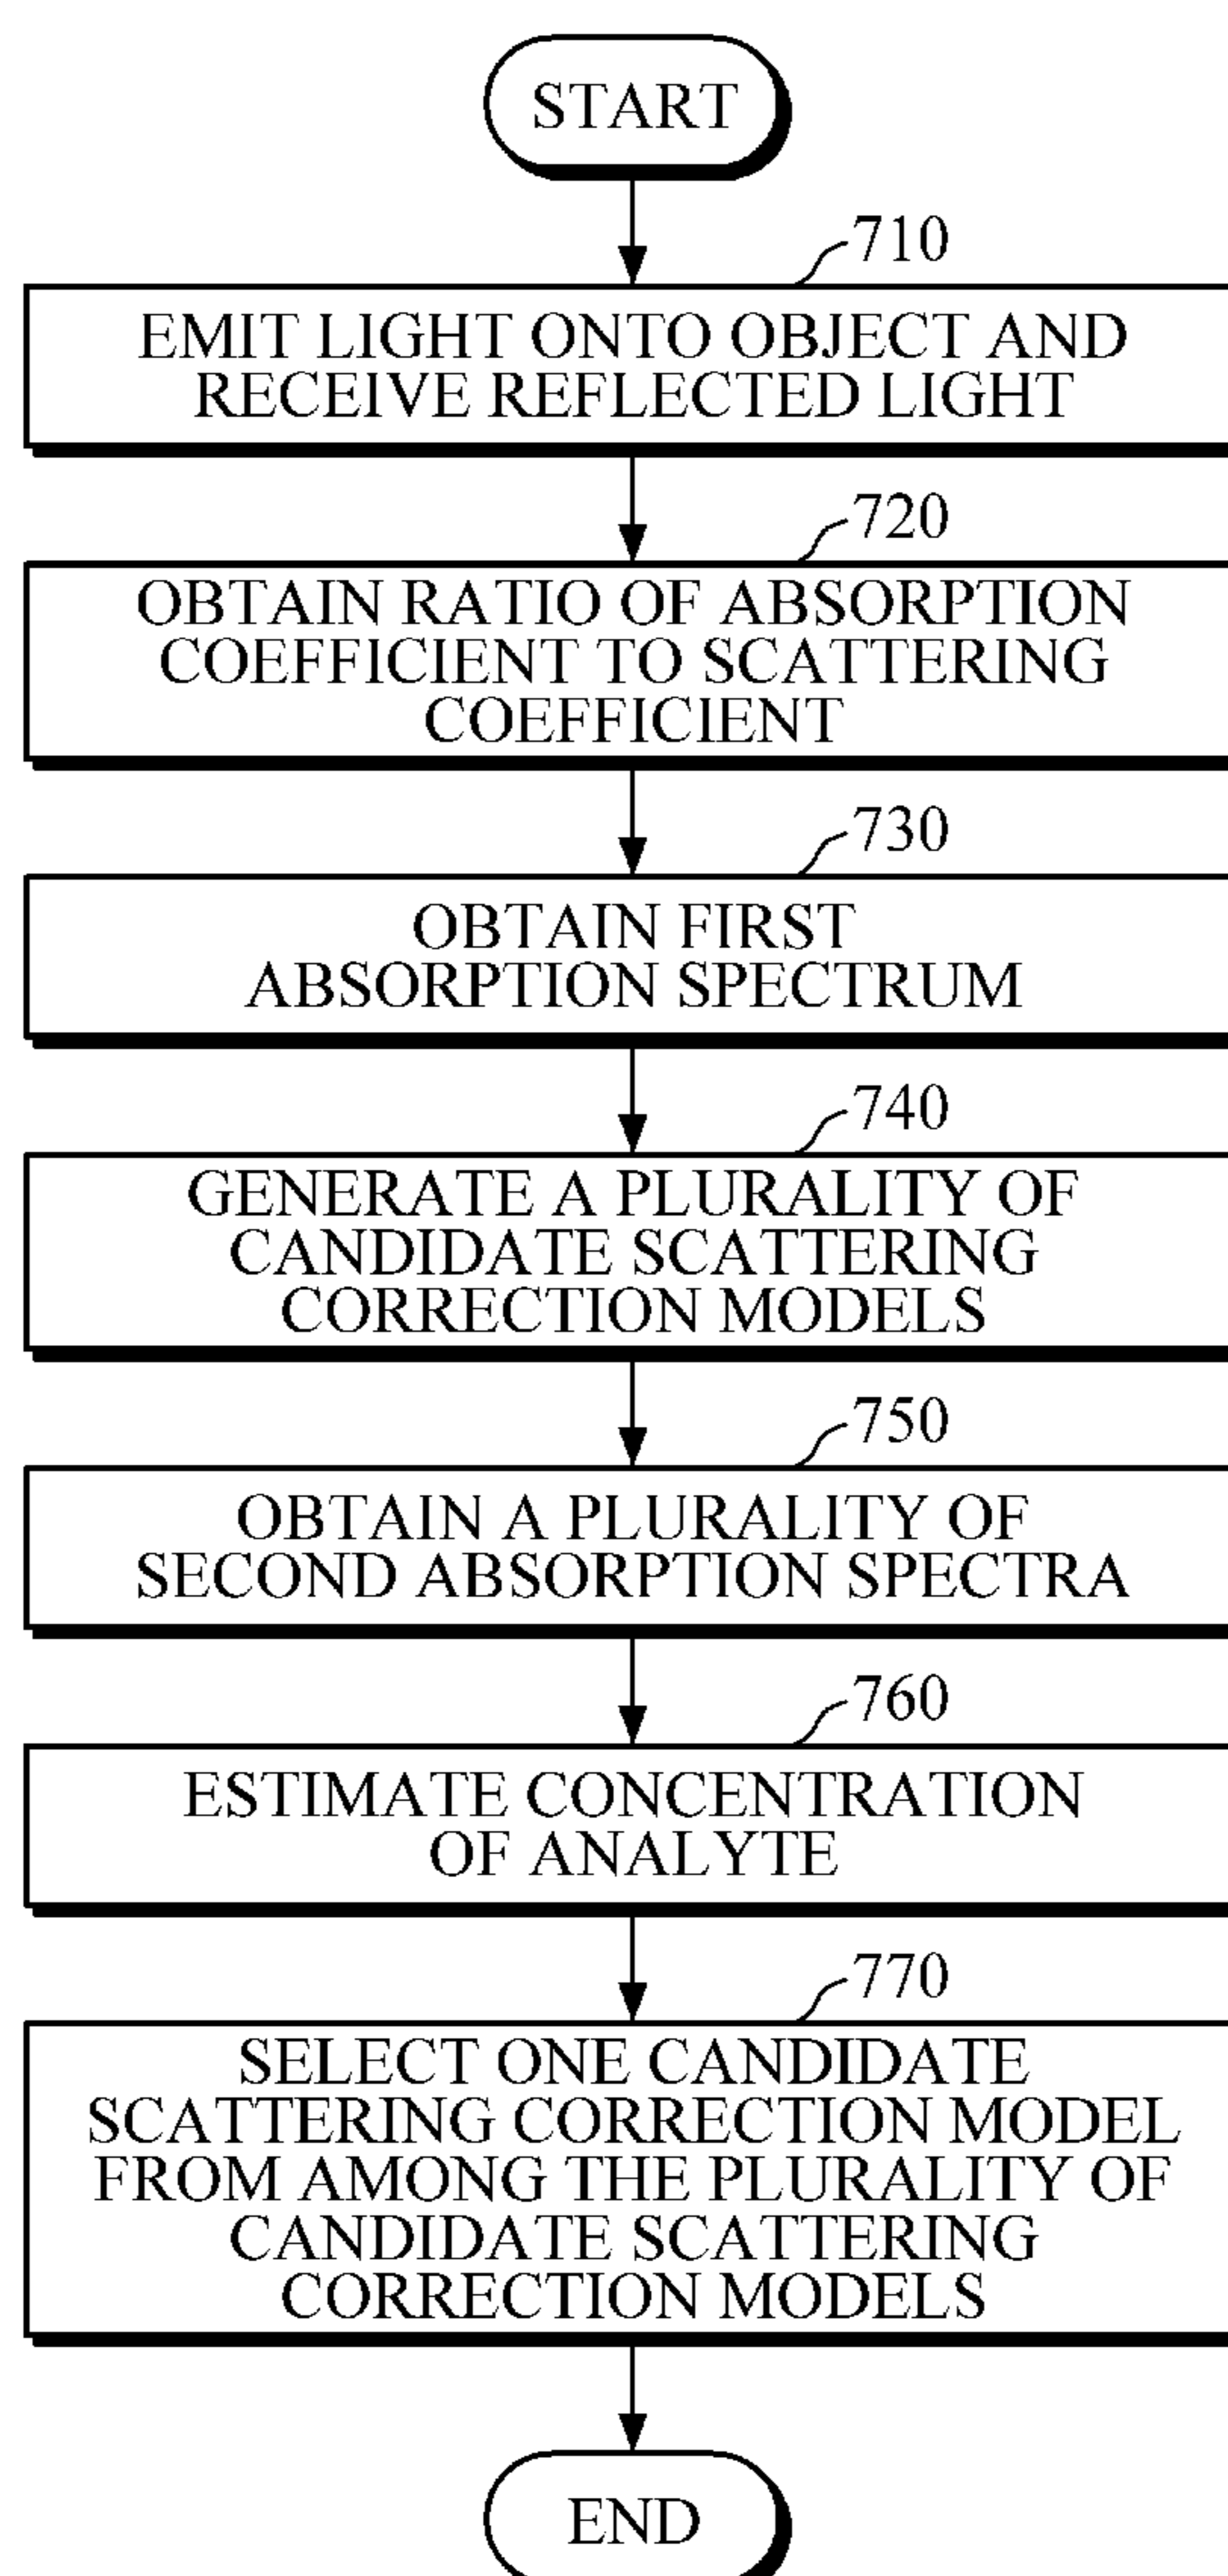 START
710
EMIT LIGHT ONTO OBJECT AND
RECEIVE REFLECTED LIGHT
720
OBTAIN RATIO OF ABSORPTION
COEFFICIENT TO SCATTERING
COEFFICIENT
730
OBTAIN FIRST
ABSORPTION SPECTRUM
740
GENERATE A PLURALITY OF
CANDIDATE SCATTERING
CORRECTION MODELS
750
OBTAIN A PLURALITY OF
SECOND ABSORPTION SPECTRA
760
ESTIMATE CONCENTRATION
OF ANALYTE
770
SELECT ONE CANDIDATE
SCATTERING CORRECTION MODEL
FROM AMONG THE PLURALITY OF
CANDIDATE SCATTERING
CORRECTION MODELS
END